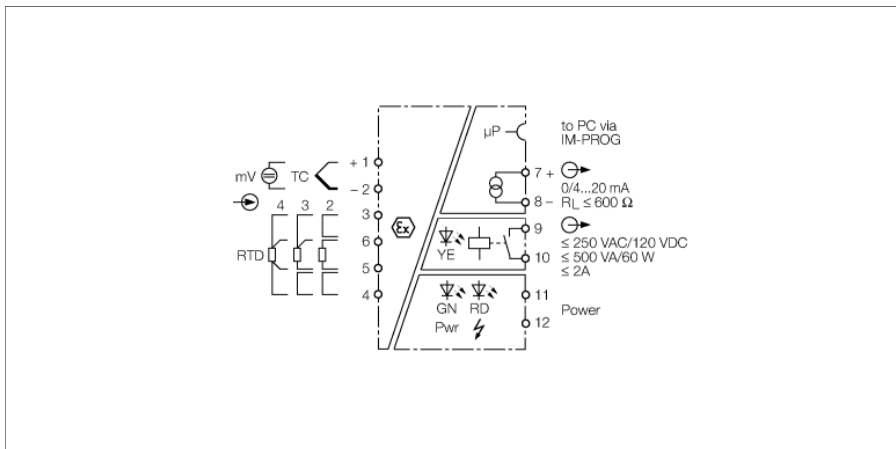 µP
to PC via
IM-PROG
+ 1
mV
TC
7 +
0/4...20 mA
− 2
8 −
RL ≤ 600 Ω
4 3 2
3
Ex
9
6
YE
≤ 250 VAC/120 VDC
RTD
10
≤ 500 VA/60 W
5
≤ 2A
4
11
GN RD
Power
Pwr
12